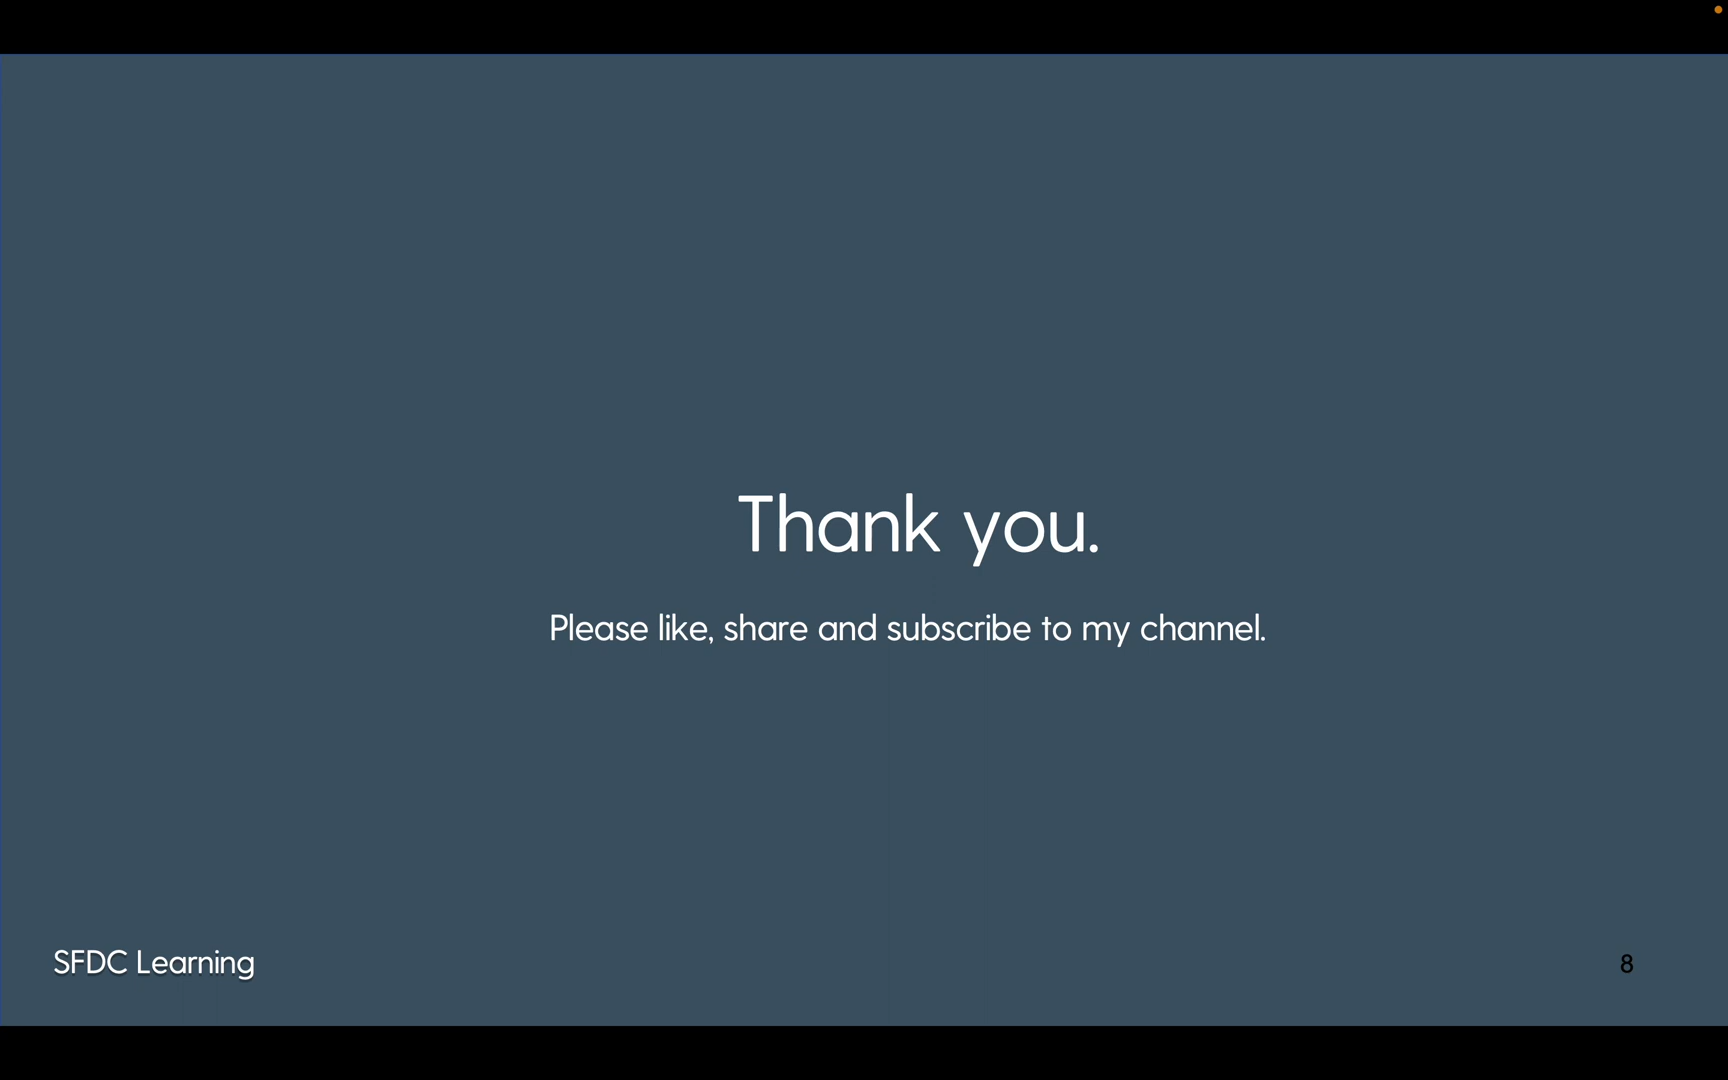 Thank you.
Please like, share and subscribe to my channel.
SFDC Learning
8